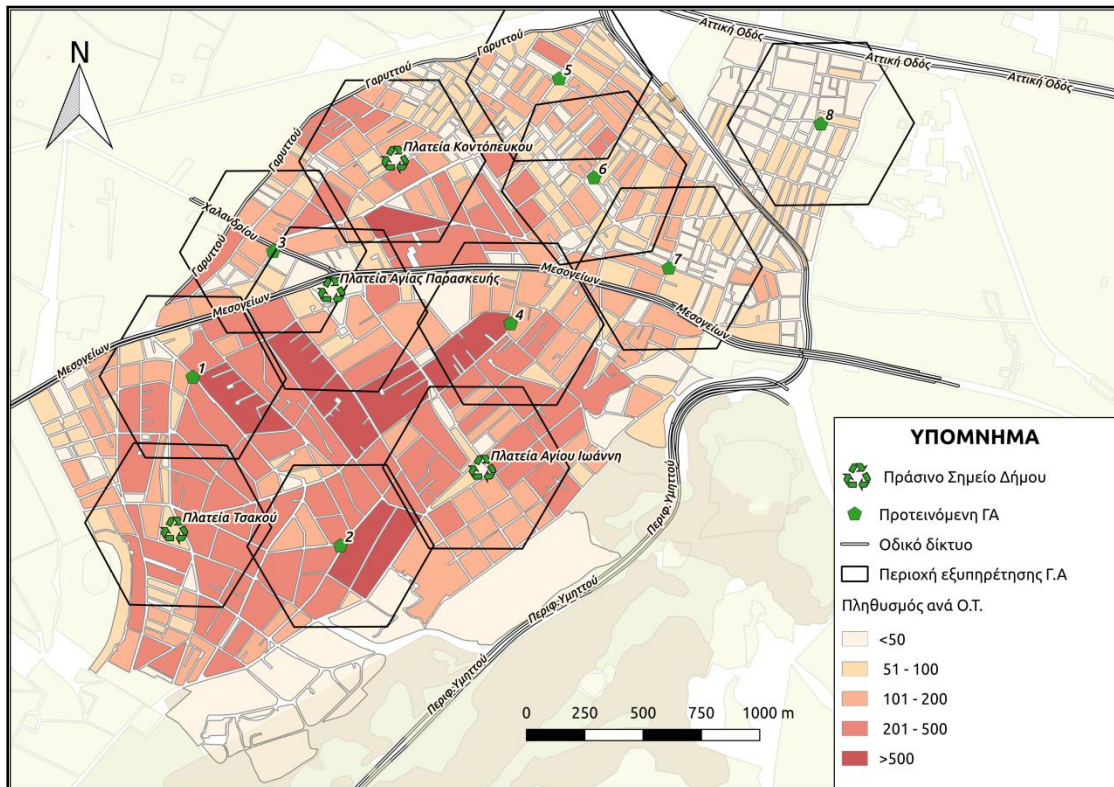 N
Γαρυττού
Αττική Οδός
Αττική Οδός
Αττική Οδός
5
8
Γαρυττού
Πλατεία Κοντόπευκου
6
Γαρυττού
Χαλανδρίου
3
7
Γαρυττού
Πλατεία Αγίας Παρασκευής
Μεσογείων
Μεσογείων
Μεσογείων
4
Μεσογείων
1
Πλατεία Αγίου Ιωάννη
Πλατεία Τσακού
2
Περιφ.Υμηττού
Περιφ.Υμηττού
Περιφ.Υμηττού
0 250 500 750 1000 m
ΥΠΟΜΝΗΜΑ
Πράσινο Σημείο Δήμου
Προτεινόμενη ΓΑ
Οδικό δίκτυο
Περιοχή εξυπηρέτησης Γ.Α
Πληθυσμός ανά Ο.Τ.
<50
51 - 100
101 - 200
201 - 500
>500